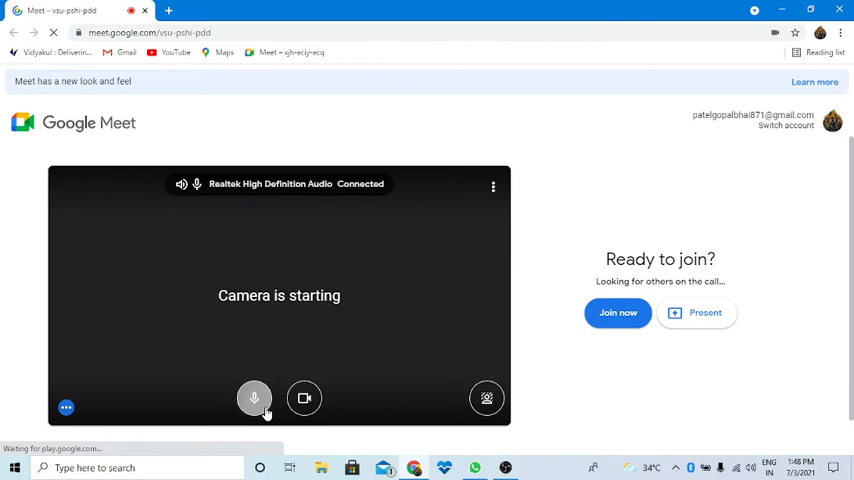 Meet – vsu-pshi-pdd
meet.google.com/vsu-pshi-pdd
Vidyakul : Deliverin... Gmail YouTube Maps Meet – xjh-eciy-ecq Reading list
Meet has a new look and feel Learn more
Google Meet
patelgopalbhai871@gmail.com
Switch account
Realtek High Definition Audio Connected
Camera is starting
Ready to join?
Looking for others on the call...
Join now Present
Waiting for play.google.com...
Type here to search
1
34°C
ENG
IN
1:48 PM
7/3/2021